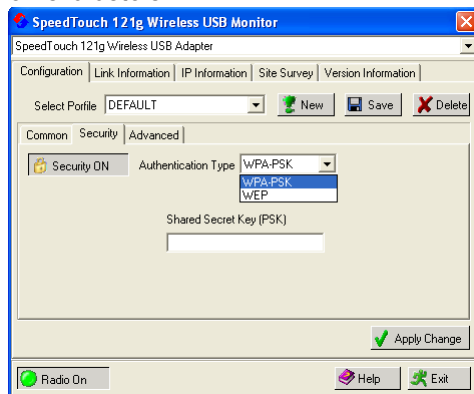 SpeedTouch 121g Wireless USB Monitor
SpeedTouch 121g Wireless USB Adapter
Configuration Link Information IP Information Site Survey Version Information
Select Porfile DEFAULT New Save Delete
Common Security Advanced
Security ON Authentication Type WPA-PSK
WPA-PSK
WEP
Shared Secret Key (PSK)
Apply Change
Radio On Help Exit